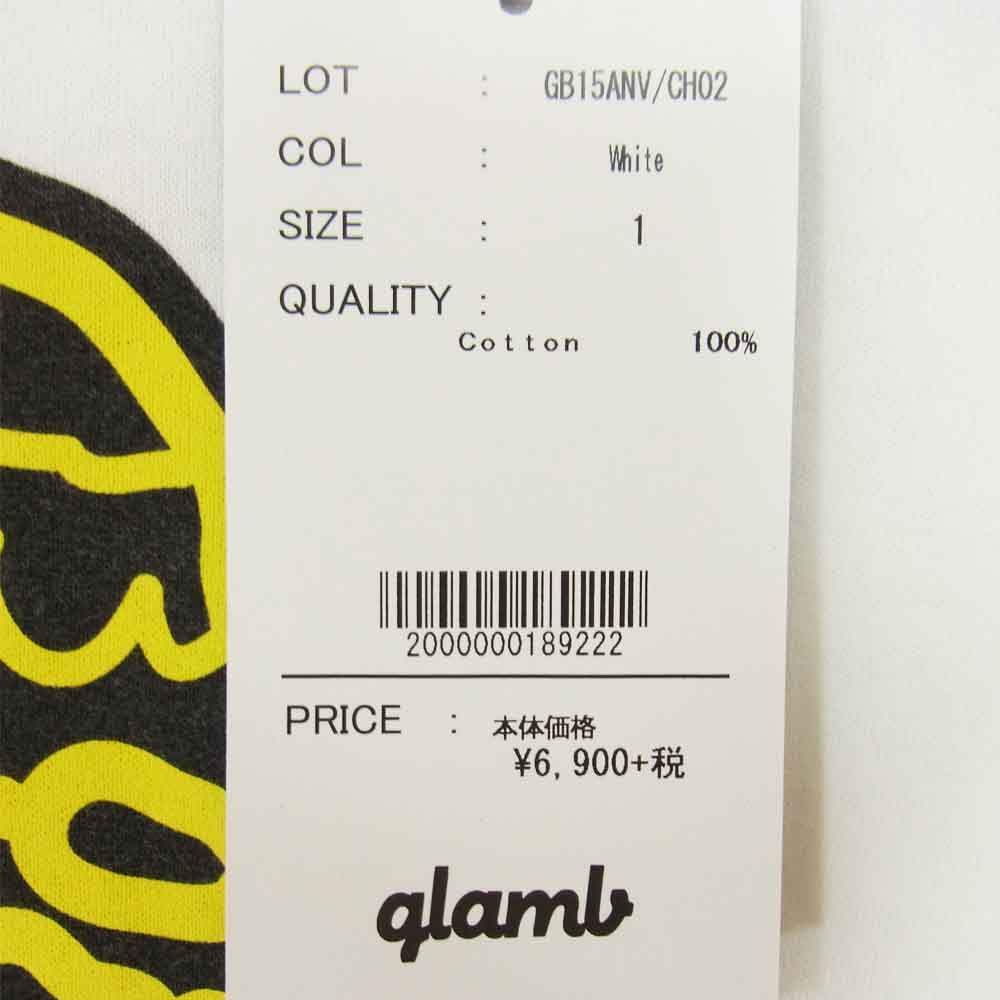 LOT : GB15ANV/CH02
COL : White
SIZE : 1
QUALITY :
Cotton 100%
2000000189222
PRICE : 本体価格
¥6,900+税
glamb